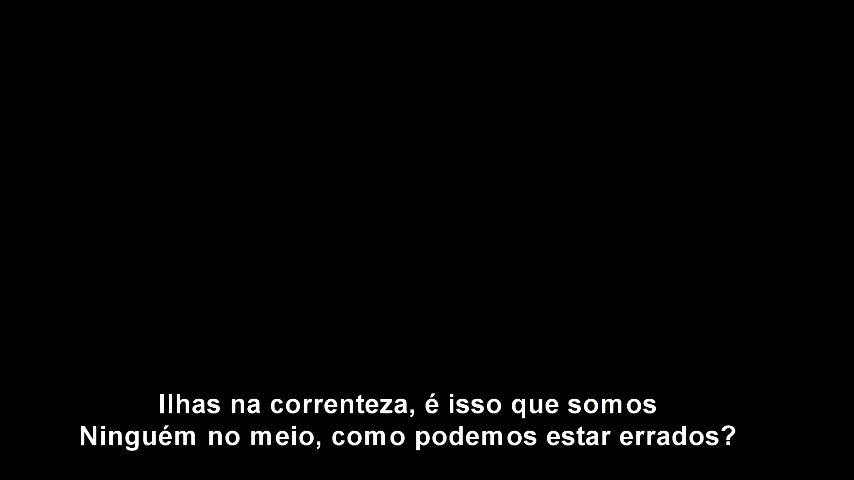 Ilhas na correnteza, é isso que somos
Ninguém no meio, como podemos estar errados?